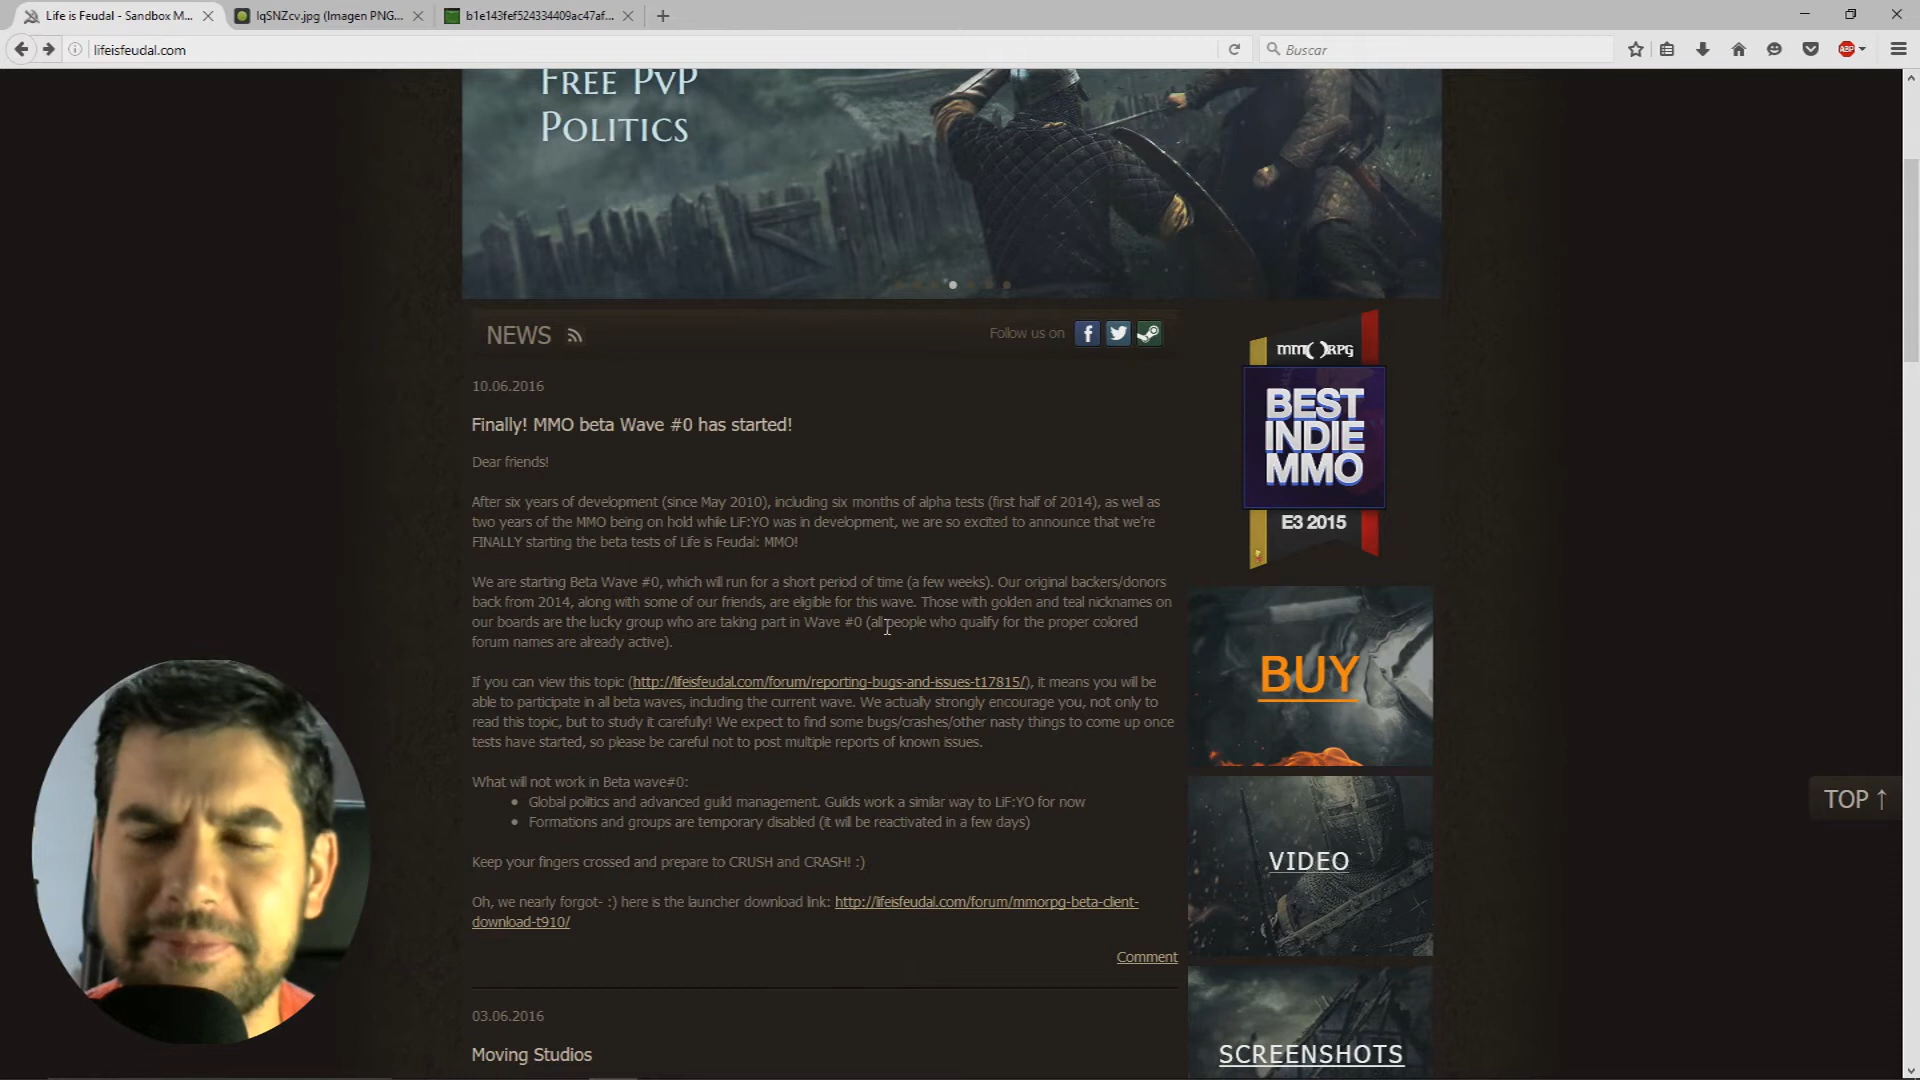 Life is Feudal - Sandbox M...
IqSNZcv.jpg (Imagen PNG...
b1e143fef524334409ac47af...
lifeisfeudal.com
Buscar
ABP
FREE PVP
POLITICS
NEWS
Follow us on
10.06.2016
Finally! MMO beta Wave #0 has started!
Dear friends!
After six years of development (since May 2010), including six months of alpha tests (first half of 2014), as well as
two years of the MMO being on hold while LiF:YO was in development, we are so excited to announce that we're
FINALLY starting the beta tests of Life is Feudal: MMO!
We are starting Beta Wave #0, which will run for a short period of time (a few weeks). Our original backers/donors
back from 2014, along with some of our friends, are eligible for this wave. Those with golden and teal nicknames on
our boards are the lucky group who are taking part in Wave #0 (all people who qualify for the proper colored
forum names are already active).
If you can view this topic (http://lifeisfeudal.com/forum/reporting-bugs-and-issues-t17815/), it means you will be
able to participate in all beta waves, including the current wave. We actually strongly encourage you, not only to
read this topic, but to study it carefully! We expect to find some bugs/crashes/other nasty things to come up once
tests have started, so please be careful not to post multiple reports of known issues.
What will not work in Beta wave#0:
Global politics and advanced guild management. Guilds work a similar way to LiF:YO for now
Formations and groups are temporary disabled (it will be reactivated in a few days)
Keep your fingers crossed and prepare to CRUSH and CRASH! :)
Oh, we nearly forgot- :) here is the launcher download link: http://lifeisfeudal.com/forum/mmorpg-beta-client-
download-t910/
Comment
03.06.2016
Moving Studios
mm( )RPG
BEST
INDIE
MMO
E3 2015
BUY
VIDEO
SCREENSHOTS
TOP ↑